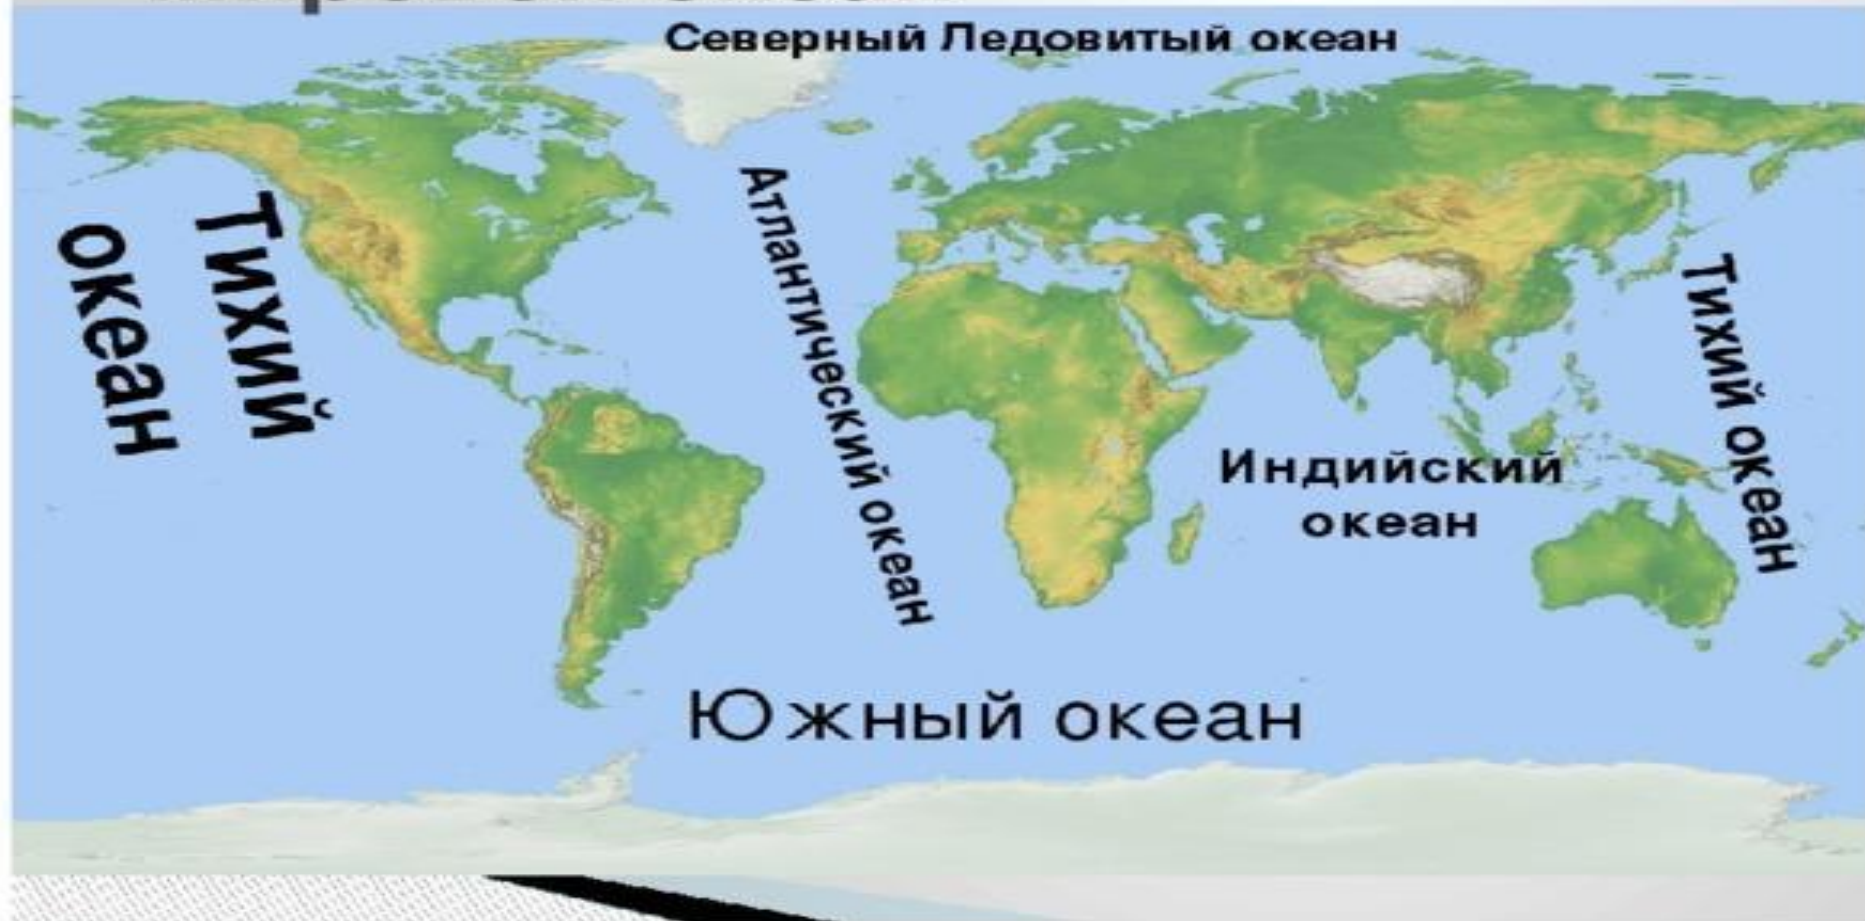 Северный Ледовитый океан
Тихий
океан
Атлантический океан
Тихий океан
Индийский
океан
Южный океан